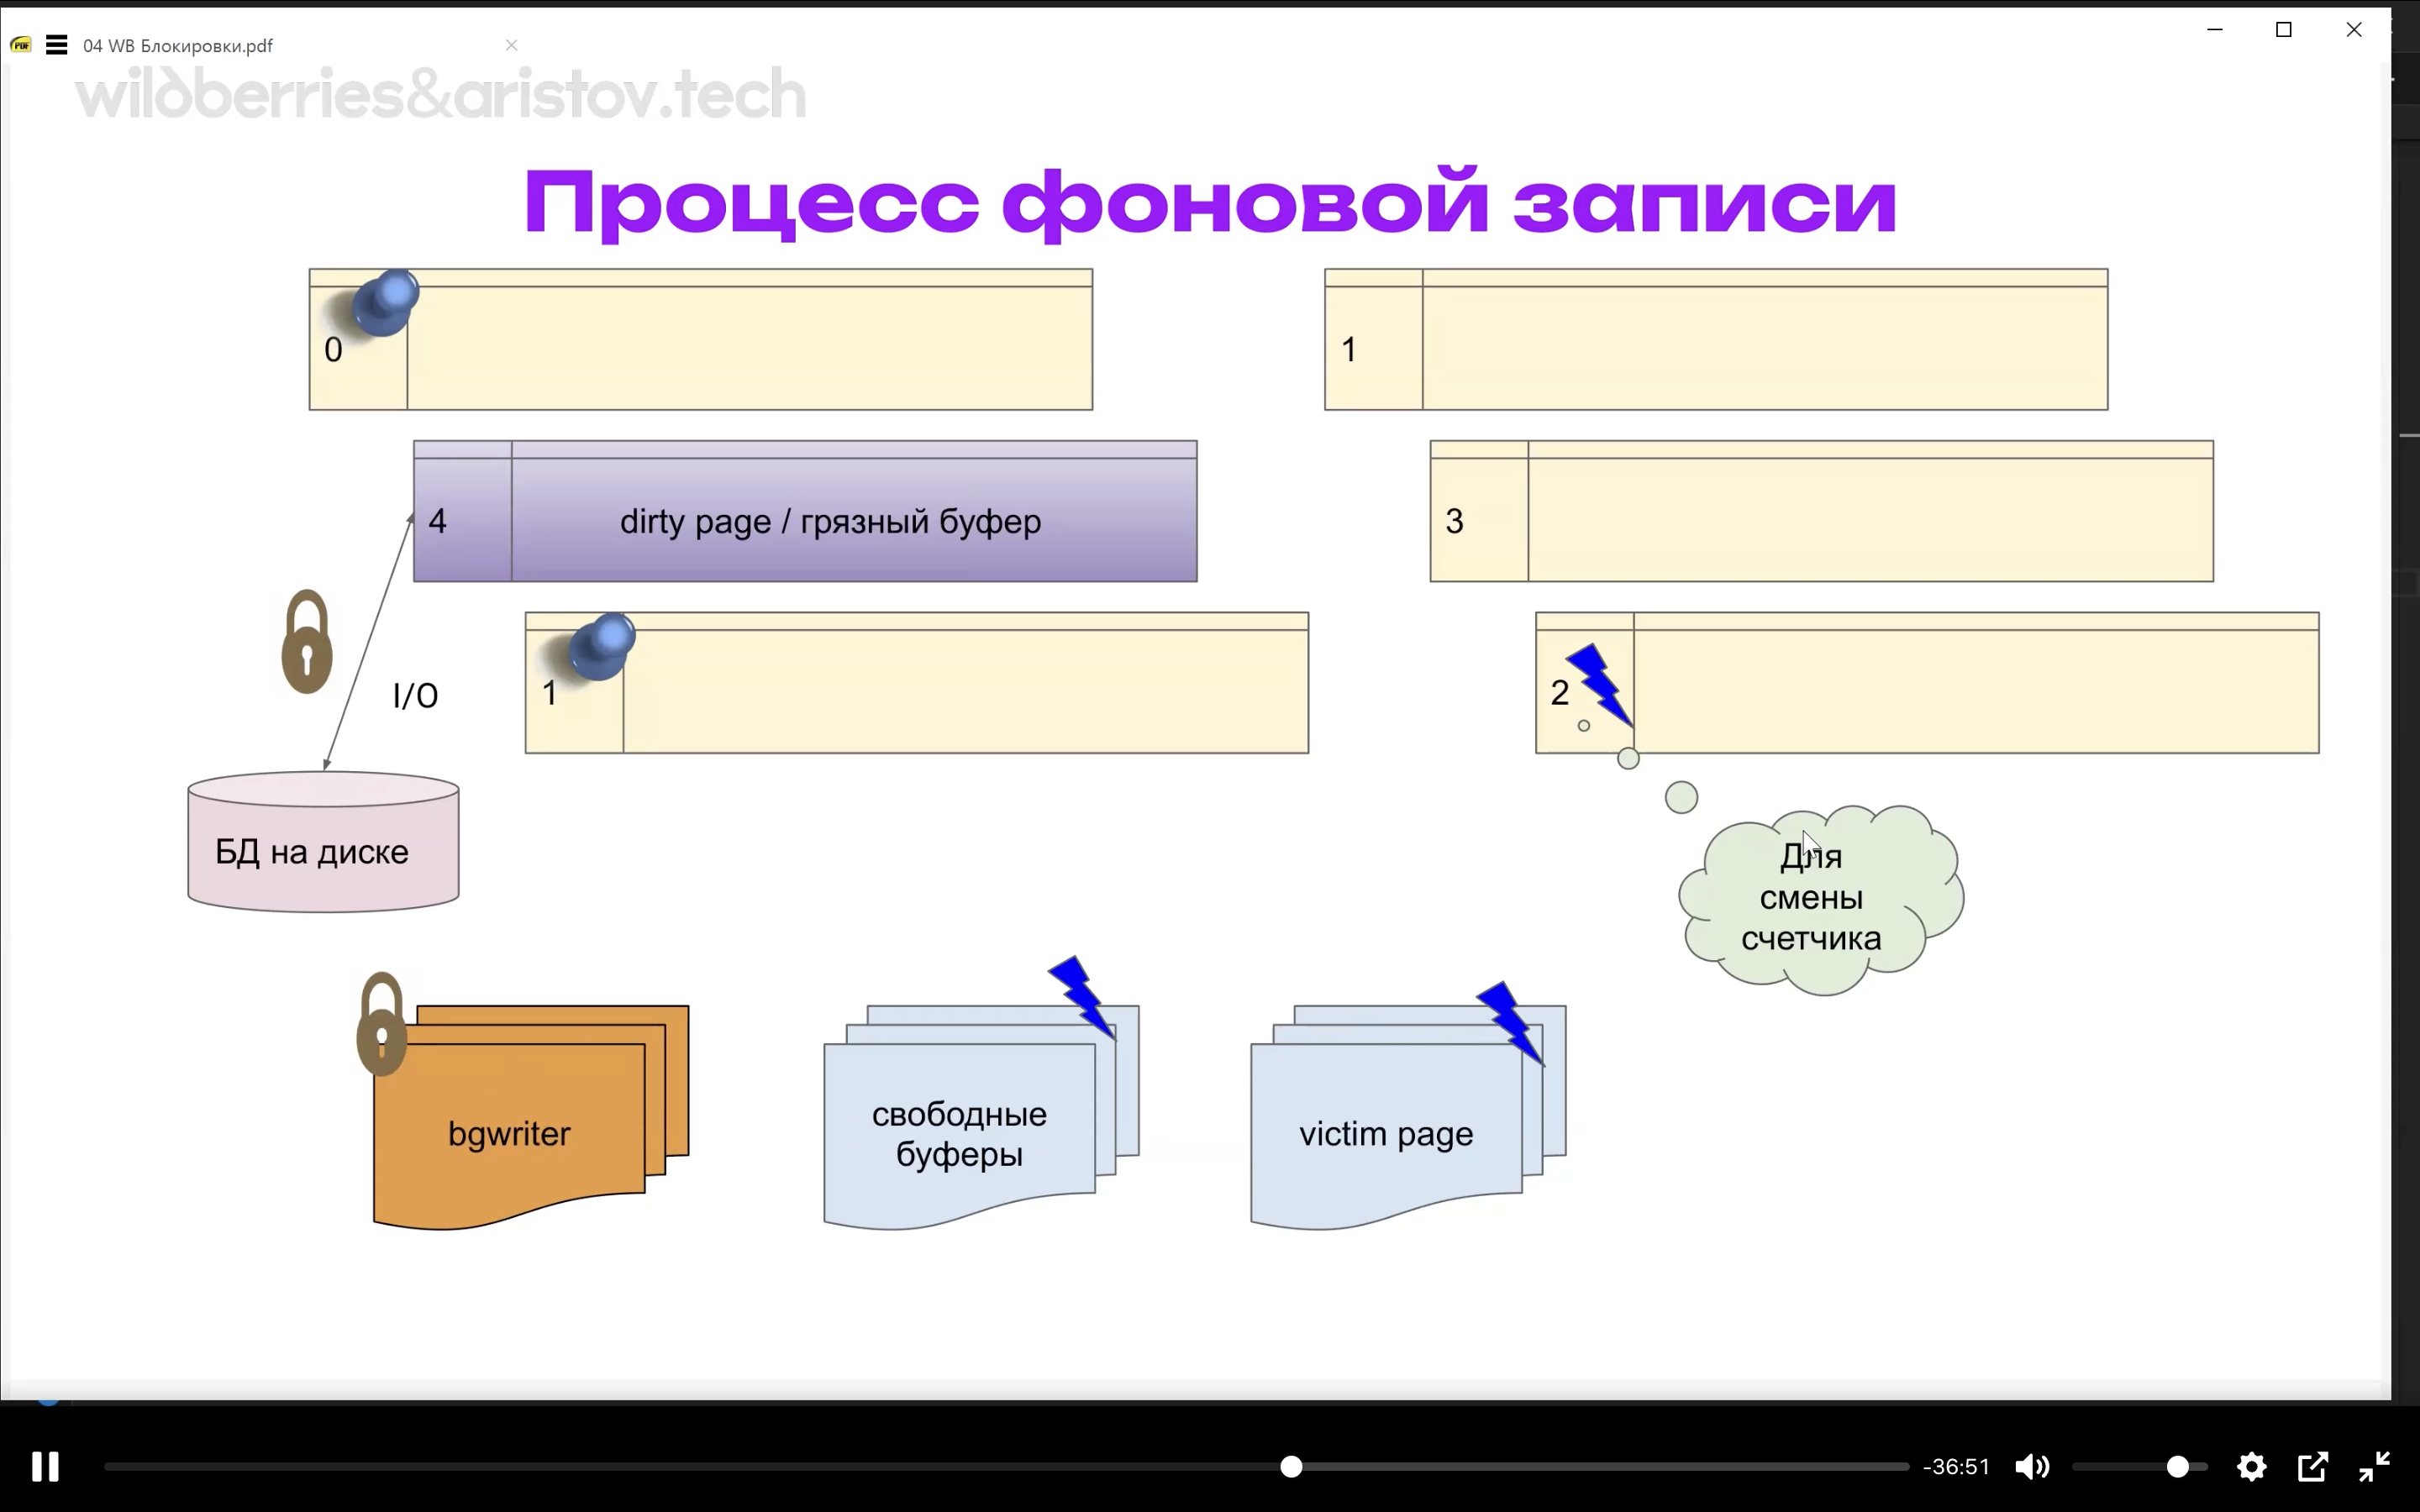 04 WB Блокировки.pdf
wildberries&aristov.tech
Процесс фоновой записи
0
1
4
dirty page / грязный буфер
3
1
2
I/O
БД на диске
Для
смены
счетчика
bgwriter
свободные
буферы
victim page
-36:51